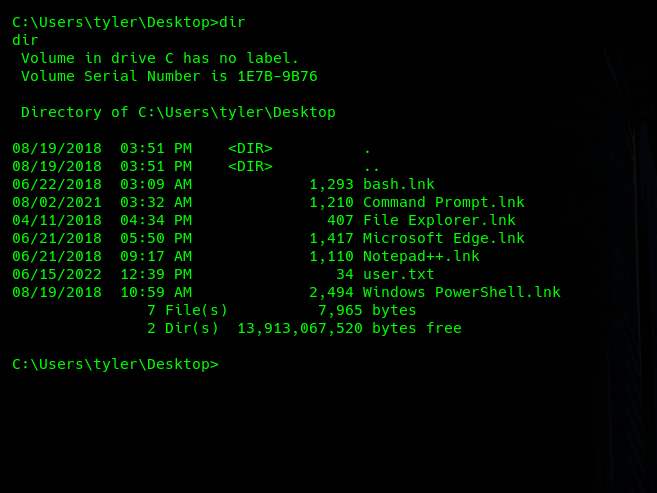 C:\Users\tyler\Desktop>dir
dir
 Volume in drive C has no label.
 Volume Serial Number is 1E7B-9B76

 Directory of C:\Users\tyler\Desktop

08/19/2018  03:51 PM    <DIR>          .
08/19/2018  03:51 PM    <DIR>          ..
06/22/2018  03:09 AM             1,293 bash.lnk
08/02/2021  03:32 AM             1,210 Command Prompt.lnk
04/11/2018  04:34 PM               407 File Explorer.lnk
06/21/2018  05:50 PM             1,417 Microsoft Edge.lnk
06/21/2018  09:17 AM             1,110 Notepad++.lnk
06/15/2022  12:39 PM                34 user.txt
08/19/2018  10:59 AM             2,494 Windows PowerShell.lnk
               7 File(s)          7,965 bytes
               2 Dir(s)  13,913,067,520 bytes free

C:\Users\tyler\Desktop>